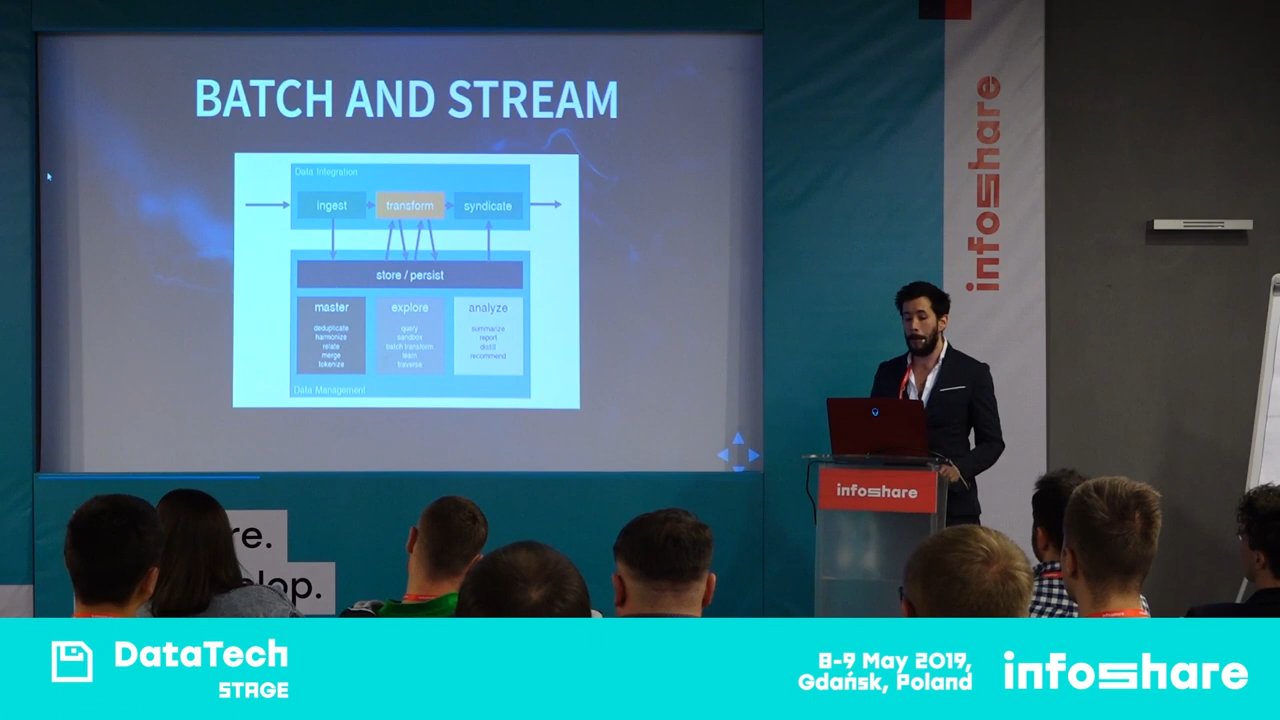 BATCH AND STREAM
Data Integration
ingest
transform
syndicate
store / persist
master
deduplicate
harmonize
relate
merge
tokenize
explore
query
sandbox
batch transform
learn
traverse
analyze
summarize
report
distill
recommend
Data Management
infoshare
infoshare
re.
lop.
DataTech
STAGE
8-9 May 2019,
Gdańsk, Poland
infoshare